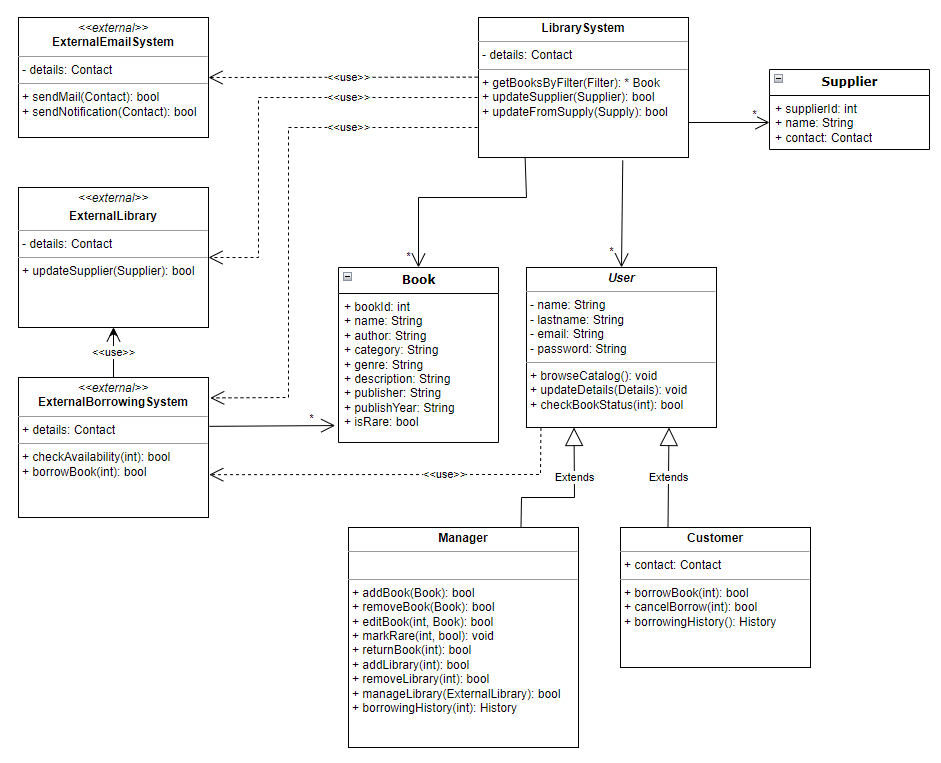 <<external>>
ExternalEmailSystem
- details: Contact
+ sendMail(Contact): bool
+ sendNotification(Contact): bool
LibrarySystem
- details: Contact
+ getBooksByFilter(Filter): * Book
+ updateSupplier(Supplier): bool
+ updateFromSupply(Supply): bool
Supplier
+ supplierId: int
+ name: String
+ contact: Contact
<<use>>
<<use>>
<<use>>
*
<<external>>
ExternalLibrary
- details: Contact
+ updateSupplier(Supplier): bool
<<use>>
*
*
Book
+ bookId: int
+ name: String
+ author: String
+ category: String
+ genre: String
+ description: String
+ publisher: String
+ publishYear: String
+ isRare: bool
User
- name: String
- lastname: String
- email: String
- password: String
+ browseCatalog(): void
+ updateDetails(Details): void
+ checkBookStatus(int): bool
<<external>>
ExternalBorrowingSystem
+ details: Contact
+ checkAvailability(int): bool
+ borrowBook(int): bool
*
<<use>>
Extends
Extends
Manager
+ addBook(Book): bool
+ removeBook(Book): bool
+ editBook(int, Book): bool
+ markRare(int, bool): void
+ returnBook(int): bool
+ addLibrary(int): bool
+ removeLibrary(int): bool
+ manageLibrary(ExternalLibrary): bool
+ borrowingHistory(int): History
Customer
+ contact: Contact
+ borrowBook(int): bool
+ cancelBorrow(int): bool
+ borrowingHistory(): History